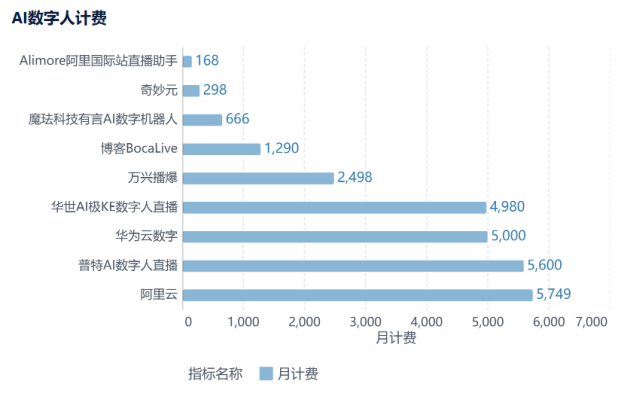 AI数字人计费
Alimore阿里国际站直播助手 168
奇妙元 298
魔珐科技有言AI数字机器人 666
博客BocaLive 1,290
万兴播爆 2,498
华世AI极KE数字人直播 4,980
华为云数字 5,000
普特AI数字人直播 5,600
阿里云 5,749
0 1,000 2,000 3,000 4,000 5,000 6,000 7,000
月计费
指标名称 月计费